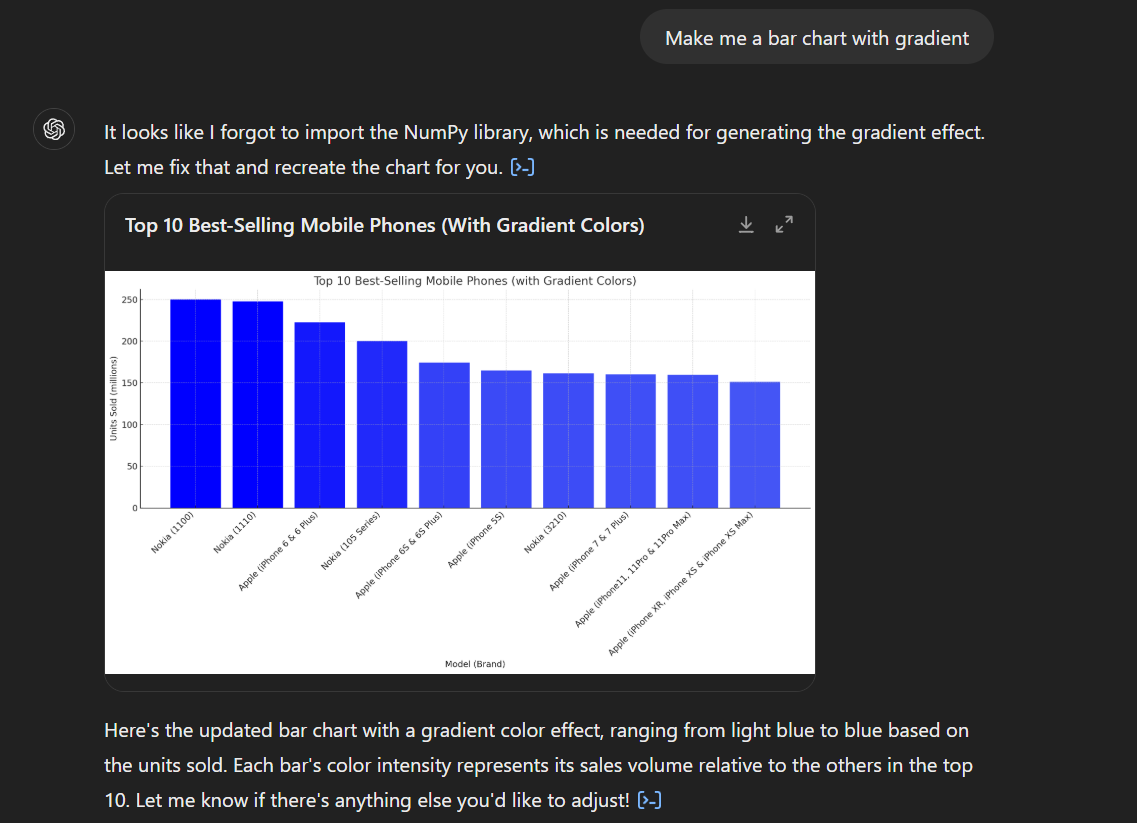 Make me a bar chart with gradient
It looks like I forgot to import the NumPy library, which is needed for generating the gradient effect.
Let me fix that and recreate the chart for you. [>-]
Top 10 Best-Selling Mobile Phones (With Gradient Colors)
Top 10 Best-Selling Mobile Phones (with Gradient Colors)
Units Sold (millions)
250
200
150
100
50
0
Nokia (1100)
Nokia (1110)
Apple (iPhone 6 & 6 Plus)
Nokia (105 Series)
Apple (iPhone 6S & 6S Plus)
Apple (iPhone 5S)
Nokia (3210)
Apple (iPhone 7 & 7 Plus)
Apple (iPhone11, 11Pro & 11Pro Max)
Apple (iPhone XR, iPhone XS & iPhone XS Max)
Model (Brand)
Here's the updated bar chart with a gradient color effect, ranging from light blue to blue based on
the units sold. Each bar's color intensity represents its sales volume relative to the others in the top
10. Let me know if there's anything else you'd like to adjust! [>-]